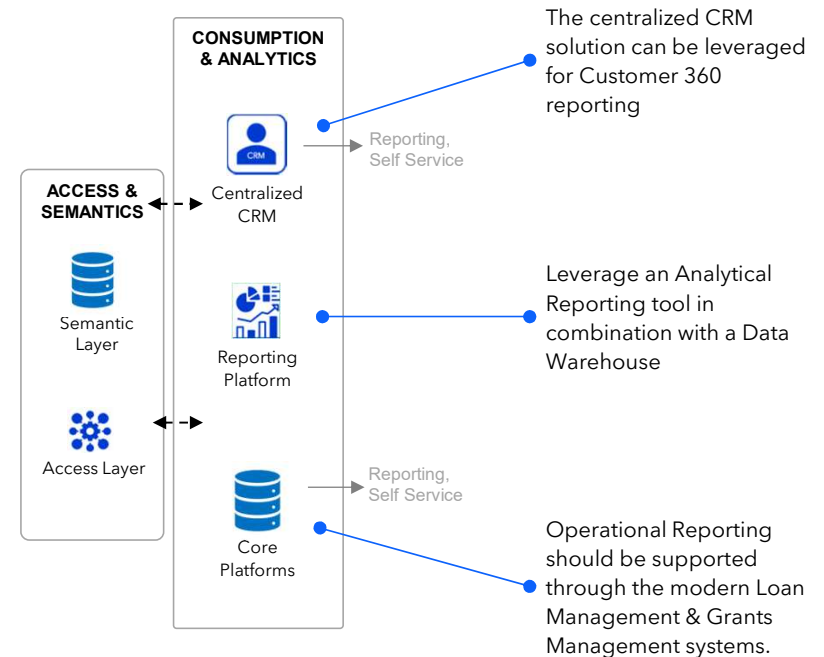 CONSUMPTION
& ANALYTICS
CRM
Centralized
CRM
Reporting,
Self Service
The centralized CRM
solution can be leveraged
for Customer 360
reporting
ACCESS &
SEMANTICS
Semantic
Layer
Access Layer
Reporting
Platform
Leverage an Analytical
Reporting tool in
combination with a Data
Warehouse
Core
Platforms
Reporting,
Self Service
Operational Reporting
should be supported
through the modern Loan
Management & Grants
Management systems.